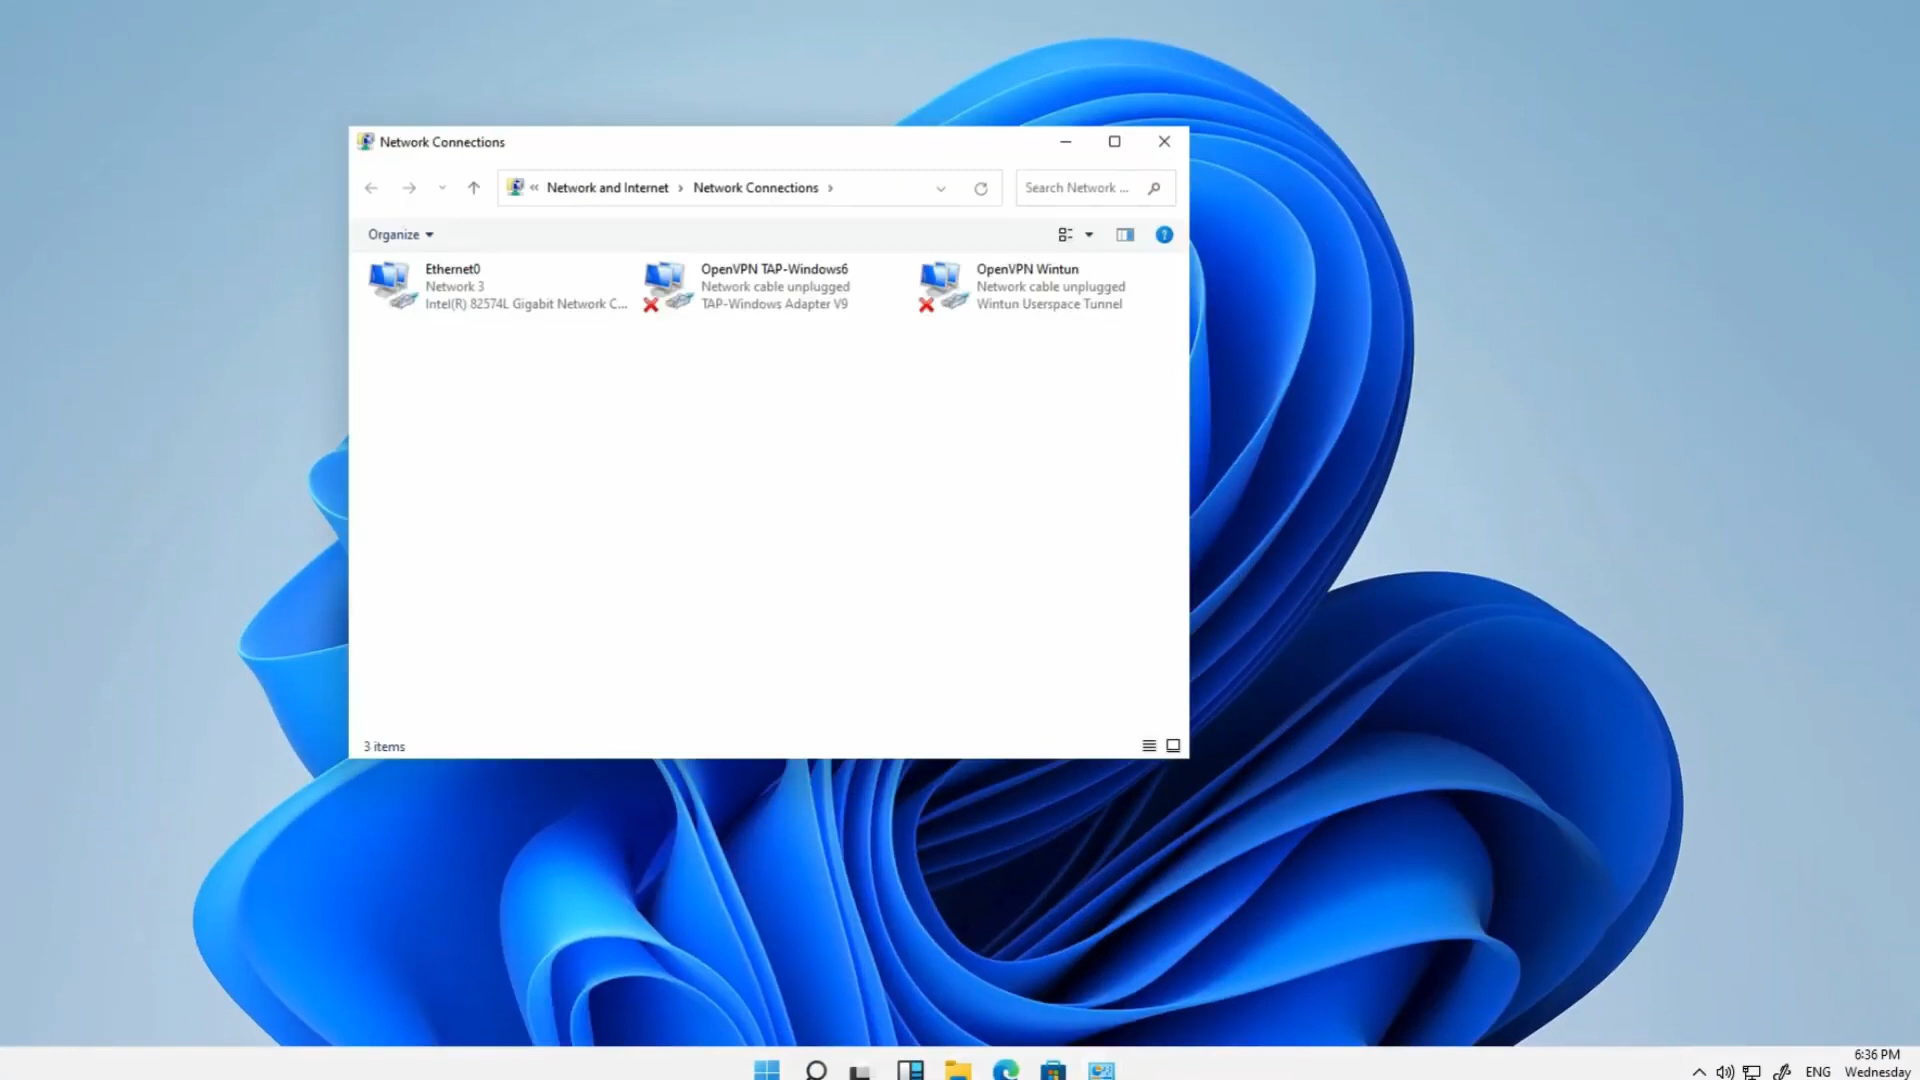 Network Connections
« Network and Internet › Network Connections ›
Search Network ...
Organize
?
Ethernet0
Network 3
Intel(R) 82574L Gigabit Network C...
OpenVPN TAP-Windows6
Network cable unplugged
TAP-Windows Adapter V9
OpenVPN Wintun
Network cable unplugged
Wintun Userspace Tunnel
3 items
6:36 PM
ENG
Wednesday